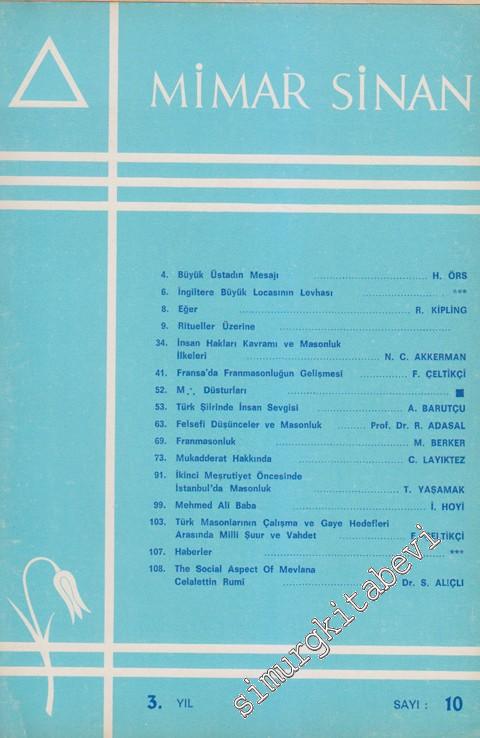 MİMAR SİNAN
4. Büyük Üstadın Mesajı ........ H. ÖRS
6. İngiltere Büyük Locasının Levhası ........ ***
8. Eğer ........ R. KİPLİNG
9. Ritueller Üzerine ........
34. İnsan Hakları Kavramı ve Masonluk
İlkeleri ........ N. C. AKKERMAN
41. Fransa'da Franmasonluğun Gelişmesi ........ F. ÇELTİKÇİ
52. M∴ Düsturları ........ ■
53. Türk Şiirinde İnsan Sevgisi ........ A. BARUTÇU
63. Felsefi Düşünceler ve Masonluk ........ Prof. Dr. R. ADASAL
69. Franmasonluk ........ M. BERKER
73. Mukadderat Hakkında ........ C. LAYIKTEZ
91. İkinci Meşrutiyet Öncesinde
İstanbul'da Masonluk ........ T. YAŞAMAK
99. Mehmed Ali Baba ........ İ. HOYİ
103. Türk Masonlarının Çalışma ve Gaye Hedefleri
Arasında Milli Şuur ve Vahdet ........ F. ÇELTİKÇİ
107. Haberler ........ ***
108. The Social Aspect Of Mevlana
Celalettin Rumî ........ Dr. S. ALIÇLI
3. YIL
SAYI : 10
simurgkitabevi